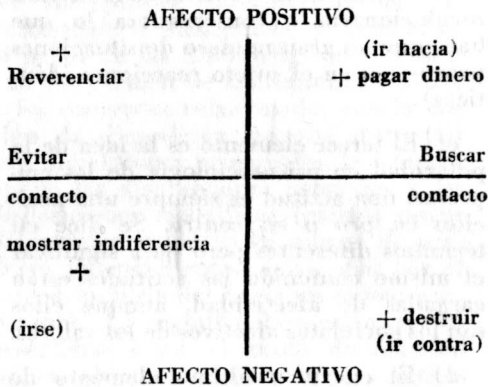 AFECTO POSITIVO
+
Reverenciar
(ir hacia)
+ pagar dinero
Evitar
contacto
Buscar
contacto
mostrar indiferencia
+
(irse)
+ destruir
(ir contra)
AFECTO NEGATIVO